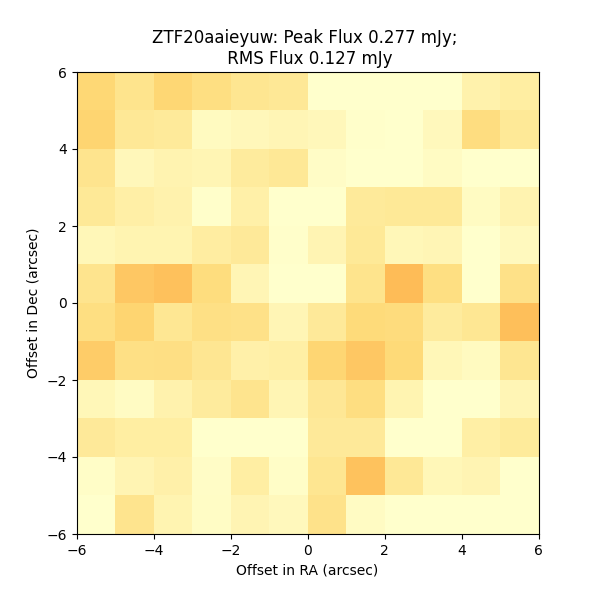 ZTF20aaieyuw: Peak Flux 0.277 mJy;
RMS Flux 0.127 mJy
6
4
2
0
−2
−4
−6
Offset in Dec (arcsec)
−6 −4 −2 0 2 4 6
Offset in RA (arcsec)